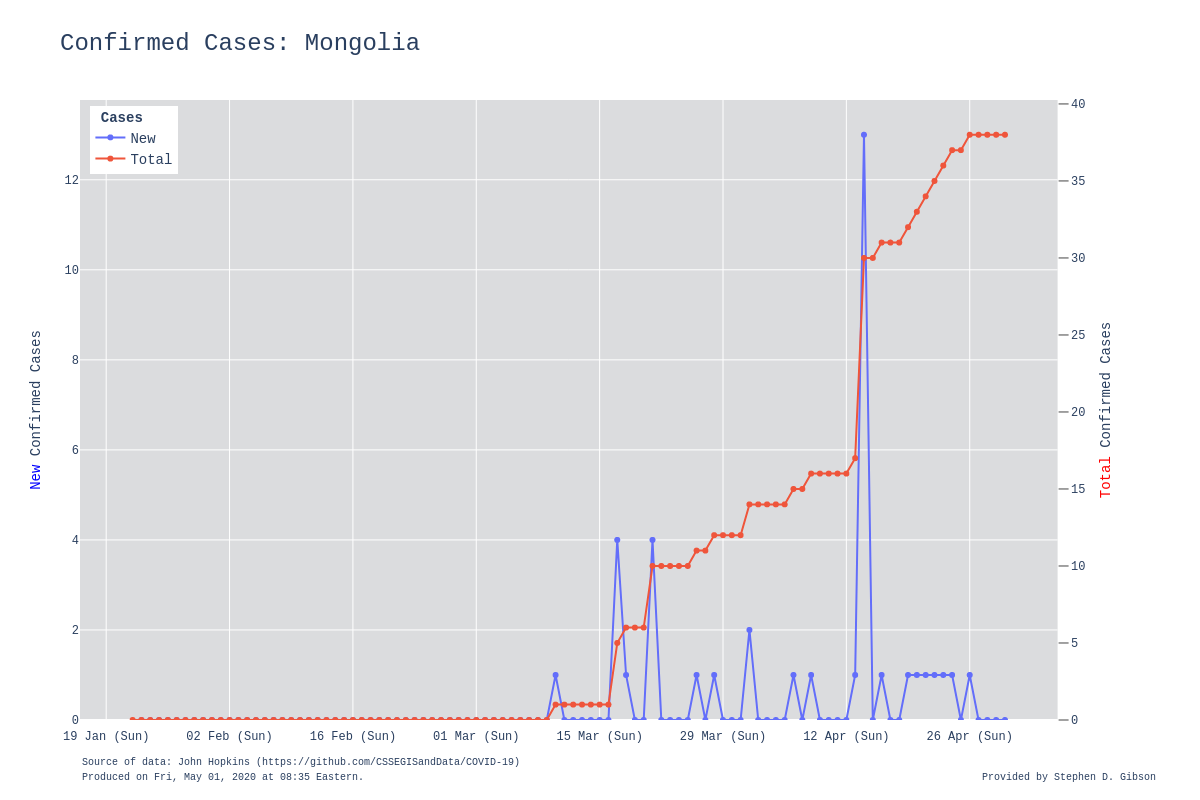 Confirmed Cases: Mongolia
Cases
New
Total
New Confirmed Cases
0
2
4
6
8
10
12
Total Confirmed Cases
0
5
10
15
20
25
30
35
40
19 Jan (Sun)
02 Feb (Sun)
16 Feb (Sun)
01 Mar (Sun)
15 Mar (Sun)
29 Mar (Sun)
12 Apr (Sun)
26 Apr (Sun)
Source of data: John Hopkins (https://github.com/CSSEGISandData/COVID-19)
Produced on Fri, May 01, 2020 at 08:35 Eastern.
Provided by Stephen D. Gibson